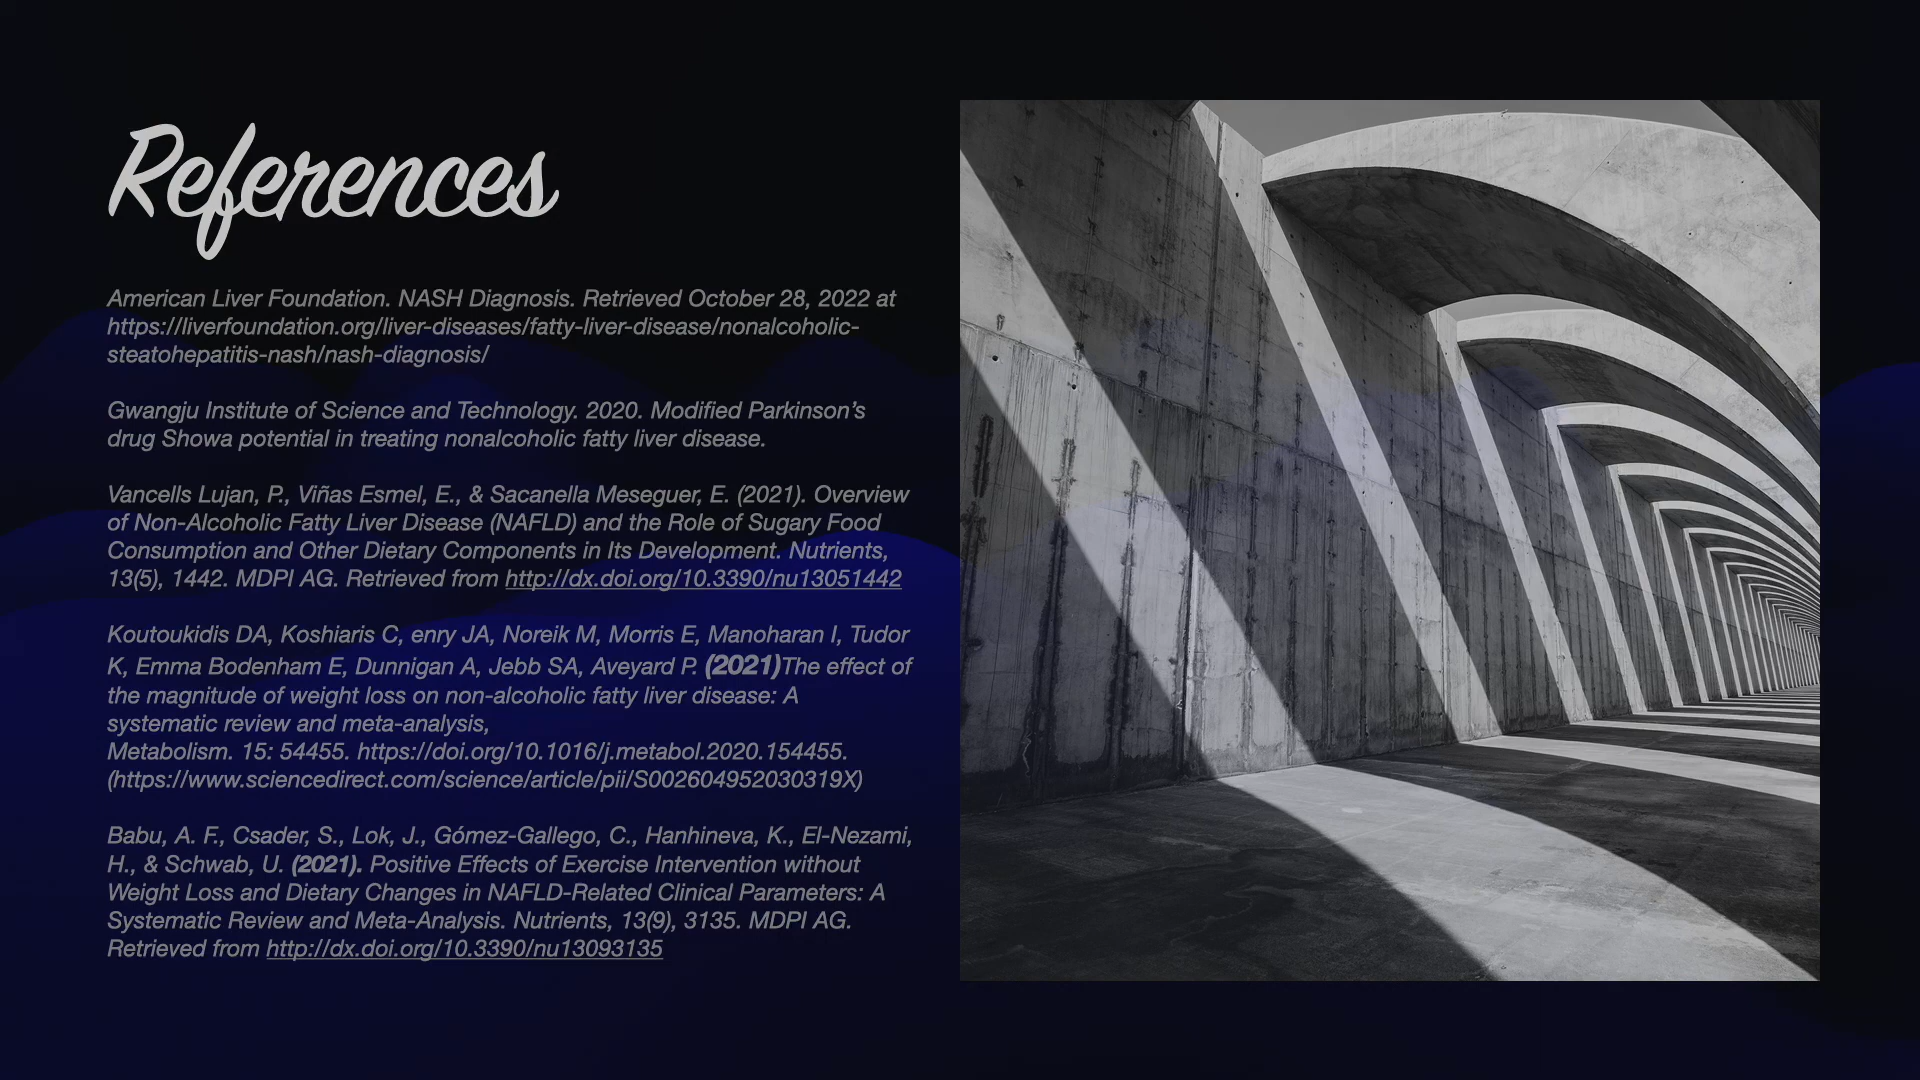 References
American Liver Foundation. NASH Diagnosis. Retrieved October 28, 2022 at
https://liverfoundation.org/liver-diseases/fatty-liver-disease/nonalcoholic-
steatohepatitis-nash/nash-diagnosis/
Gwangju Institute of Science and Technology. 2020. Modified Parkinson’s
drug Showa potential in treating nonalcoholic fatty liver disease.
Vancells Lujan, P., Viñas Esmel, E., & Sacanella Meseguer, E. (2021). Overview
of Non-Alcoholic Fatty Liver Disease (NAFLD) and the Role of Sugary Food
Consumption and Other Dietary Components in Its Development. Nutrients,
13(5), 1442. MDPI AG. Retrieved from http://dx.doi.org/10.3390/nu13051442
Koutoukidis DA, Koshiaris C, enry JA, Noreik M, Morris E, Manoharan I, Tudor
K, Emma Bodenham E, Dunnigan A, Jebb SA, Aveyard P. (2021)The effect of
the magnitude of weight loss on non-alcoholic fatty liver disease: A
systematic review and meta-analysis,
Metabolism. 15: 54455. https://doi.org/10.1016/j.metabol.2020.154455.
(https://www.sciencedirect.com/science/article/pii/S002604952030319X)
Babu, A. F., Csader, S., Lok, J., Gómez-Gallego, C., Hanhineva, K., El-Nezami,
H., & Schwab, U. (2021). Positive Effects of Exercise Intervention without
Weight Loss and Dietary Changes in NAFLD-Related Clinical Parameters: A
Systematic Review and Meta-Analysis. Nutrients, 13(9), 3135. MDPI AG.
Retrieved from http://dx.doi.org/10.3390/nu13093135